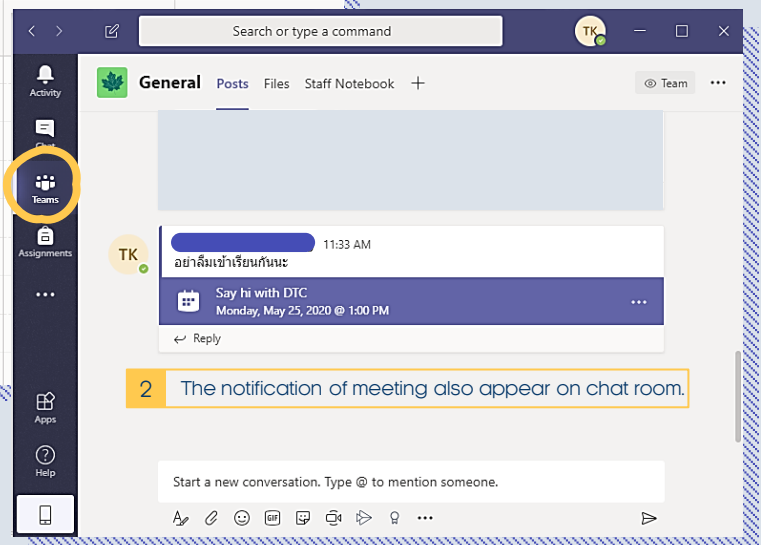 Search or type a command
TK
Activity
Chat
Teams
Assignments
Apps
Help
General Posts Files Staff Notebook
Team
TK
11:33 AM
อย่าลืมเข้าเรียนกันนะ
Say hi with DTC
Monday, May 25, 2020 @ 1:00 PM
Reply
2 The notification of meeting also appear on chat room.
Start a new conversation. Type @ to mention someone.
GIF